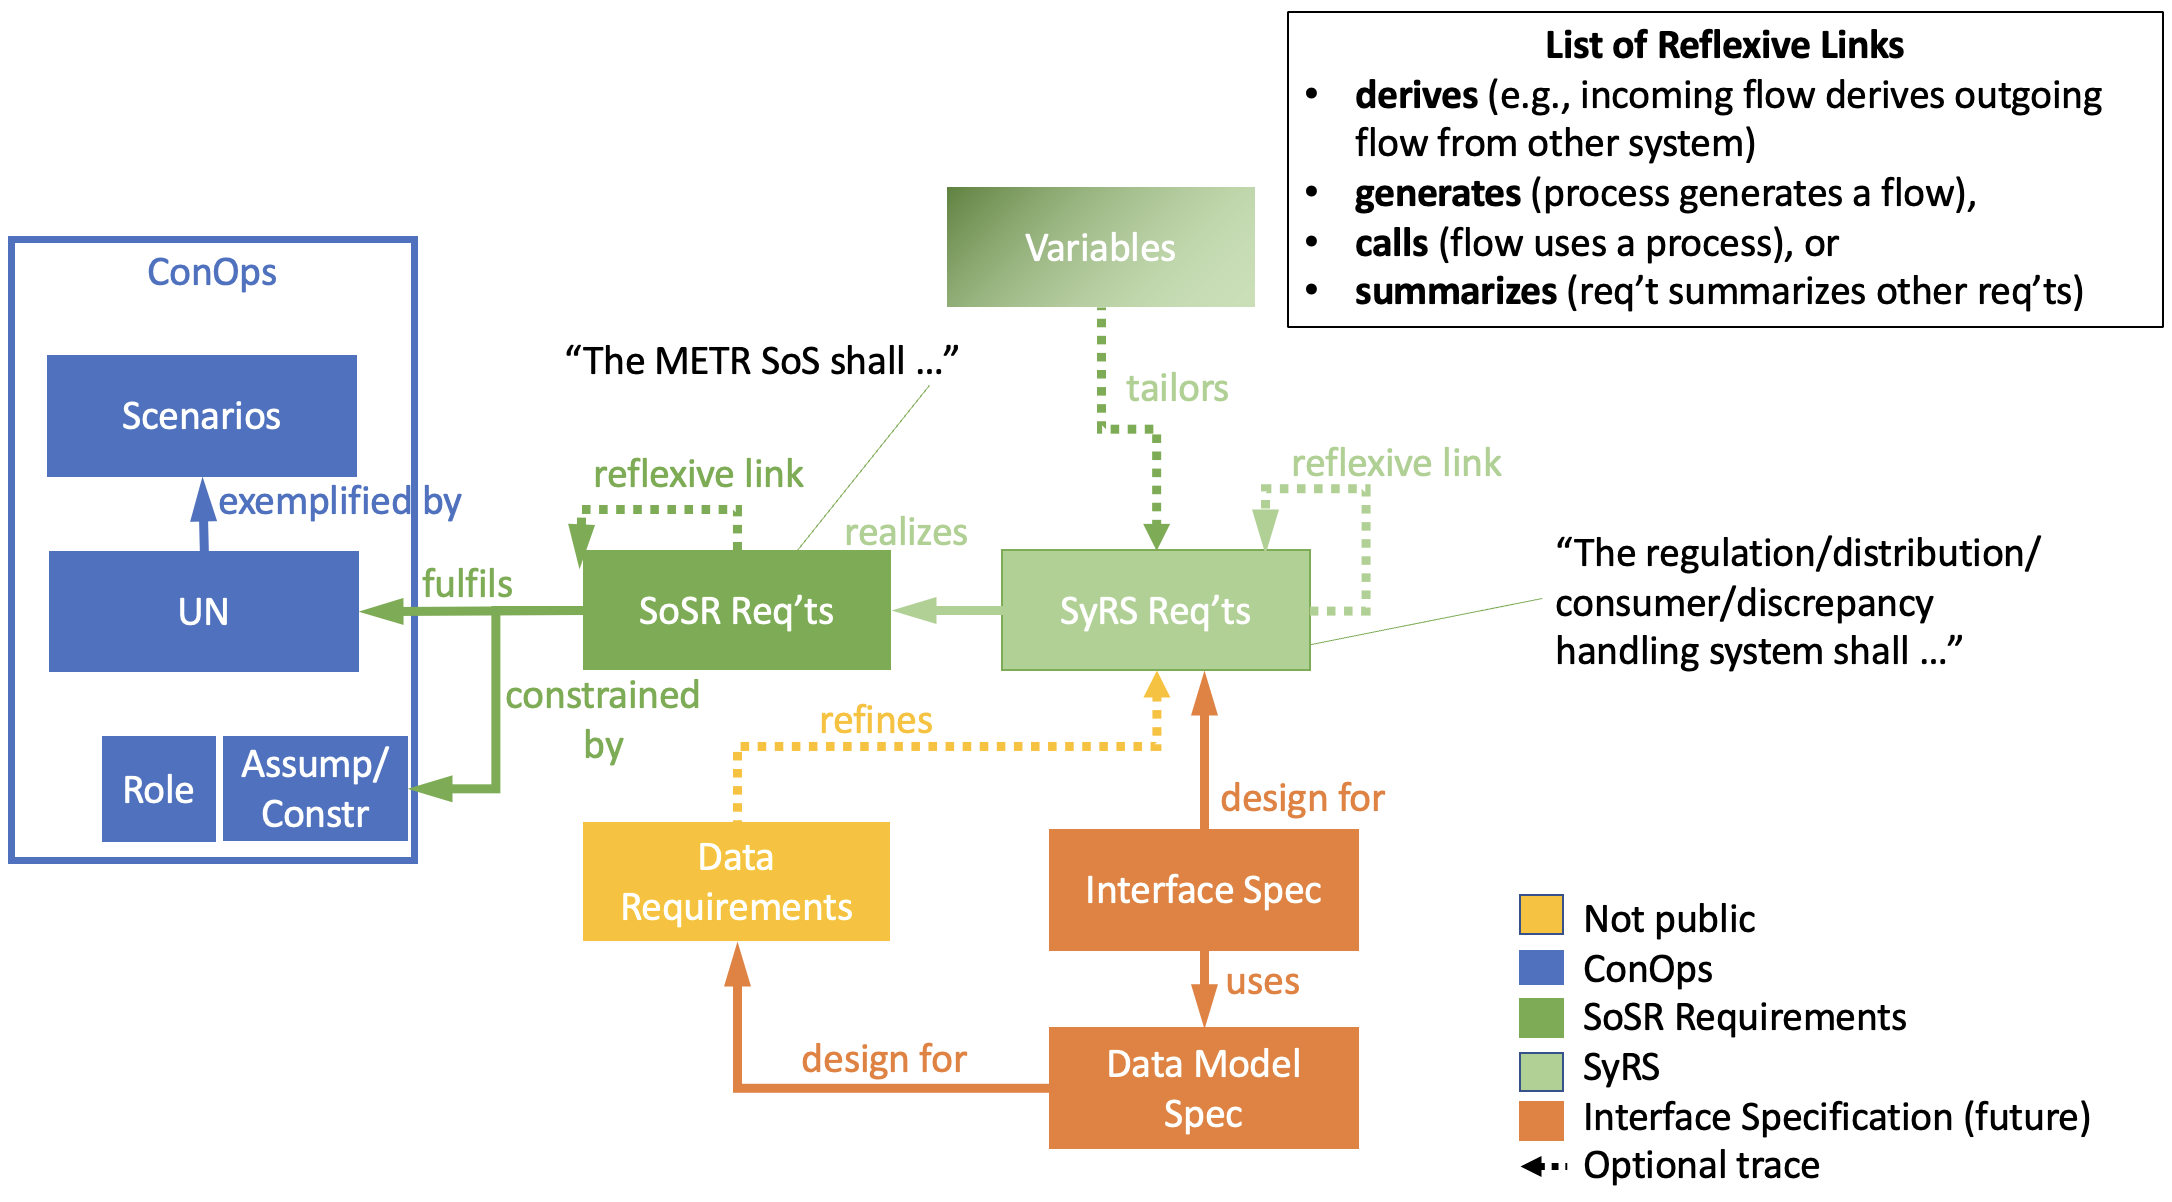 List of Reflexive Links
• derives (e.g., incoming flow derives outgoing
flow from other system)
• generates (process generates a flow),
• calls (flow uses a process), or
• summarizes (req’t summarizes other req’ts)
Variables
ConOps
“The METR SoS shall ...”
tailors
Scenarios
reflexive link
reflexive link
exemplified by
realizes
“The regulation/distribution/
consumer/discrepancy
handling system shall ...”
fulfils
UN
SoSR Req’ts
SyRS Req’ts
constrained
by
refines
Role
Assump/
Constr
design for
Data
Requirements
Interface Spec
uses
design for
Data Model
Spec
Not public
ConOps
SoSR Requirements
SyRS
Interface Specification (future)
Optional trace